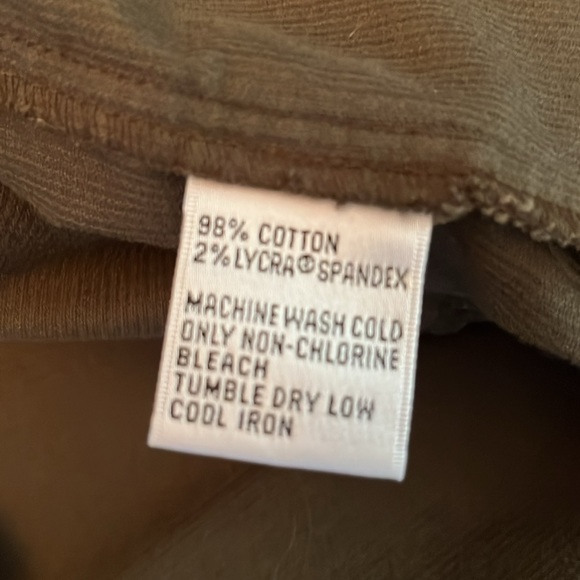 98% COTTON
2% LYCRA® SPANDEX
MACHINE WASH COLD
ONLY NON-CHLORINE
BLEACH
TUMBLE DRY LOW
COOL IRON